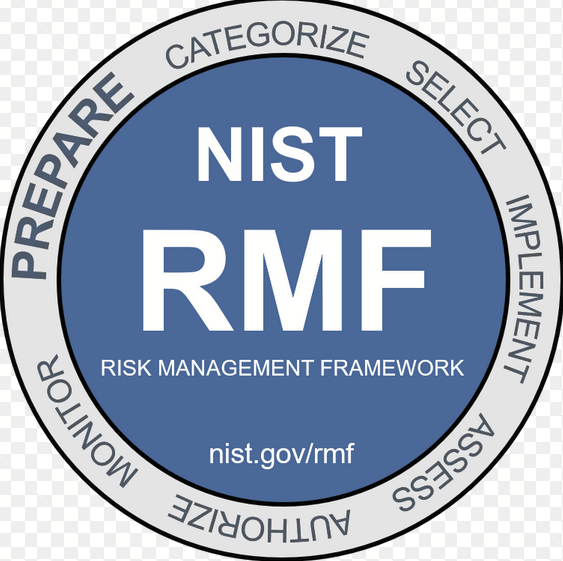 PREPARE
CATEGORIZE
SELECT
IMPLEMENT
ASSESS
AUTHORIZE
MONITOR
NIST
RMF
RISK MANAGEMENT FRAMEWORK
nist.gov/rmf